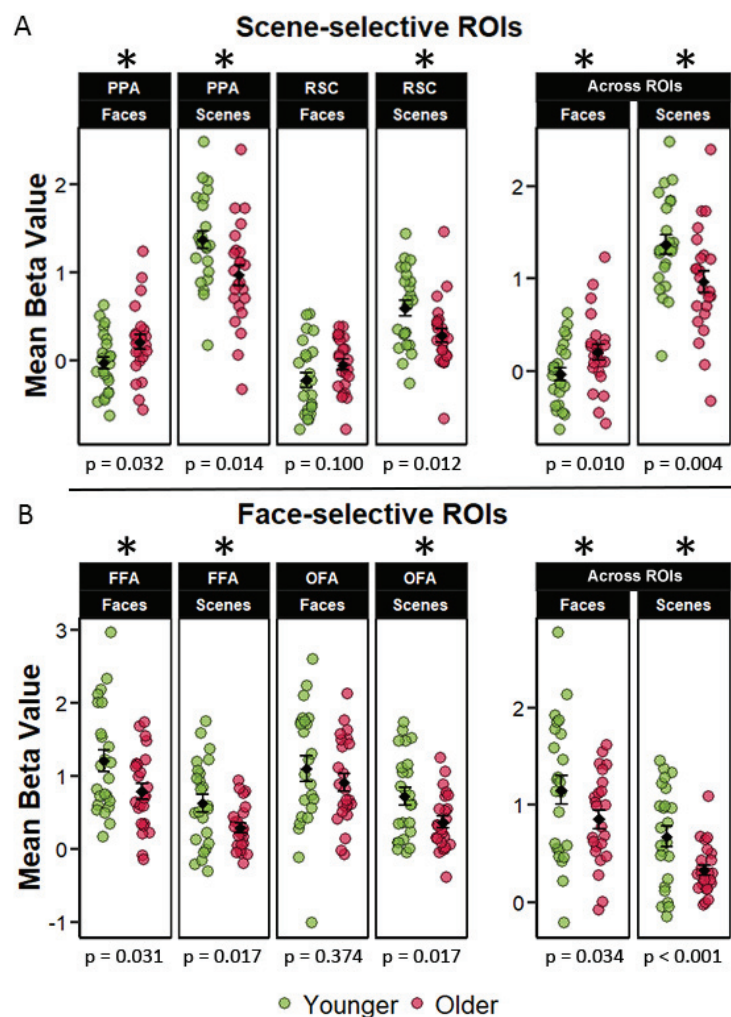 A
Scene-selective ROIs
* * * * *
PPA PPA RSC RSC Across ROIs
Faces Scenes Faces Scenes Faces Scenes
Mean Beta Value
2
1
0
2
1
0
p = 0.032 p = 0.014 p = 0.100 p = 0.012 p = 0.010 p = 0.004
B
Face-selective ROIs
* * * * *
FFA FFA OFA OFA Across ROIs
Faces Scenes Faces Scenes Faces Scenes
Mean Beta Value
3
2
1
0
-1
2
1
0
p = 0.031 p = 0.017 p = 0.374 p = 0.017 p = 0.034 p < 0.001
Younger Older